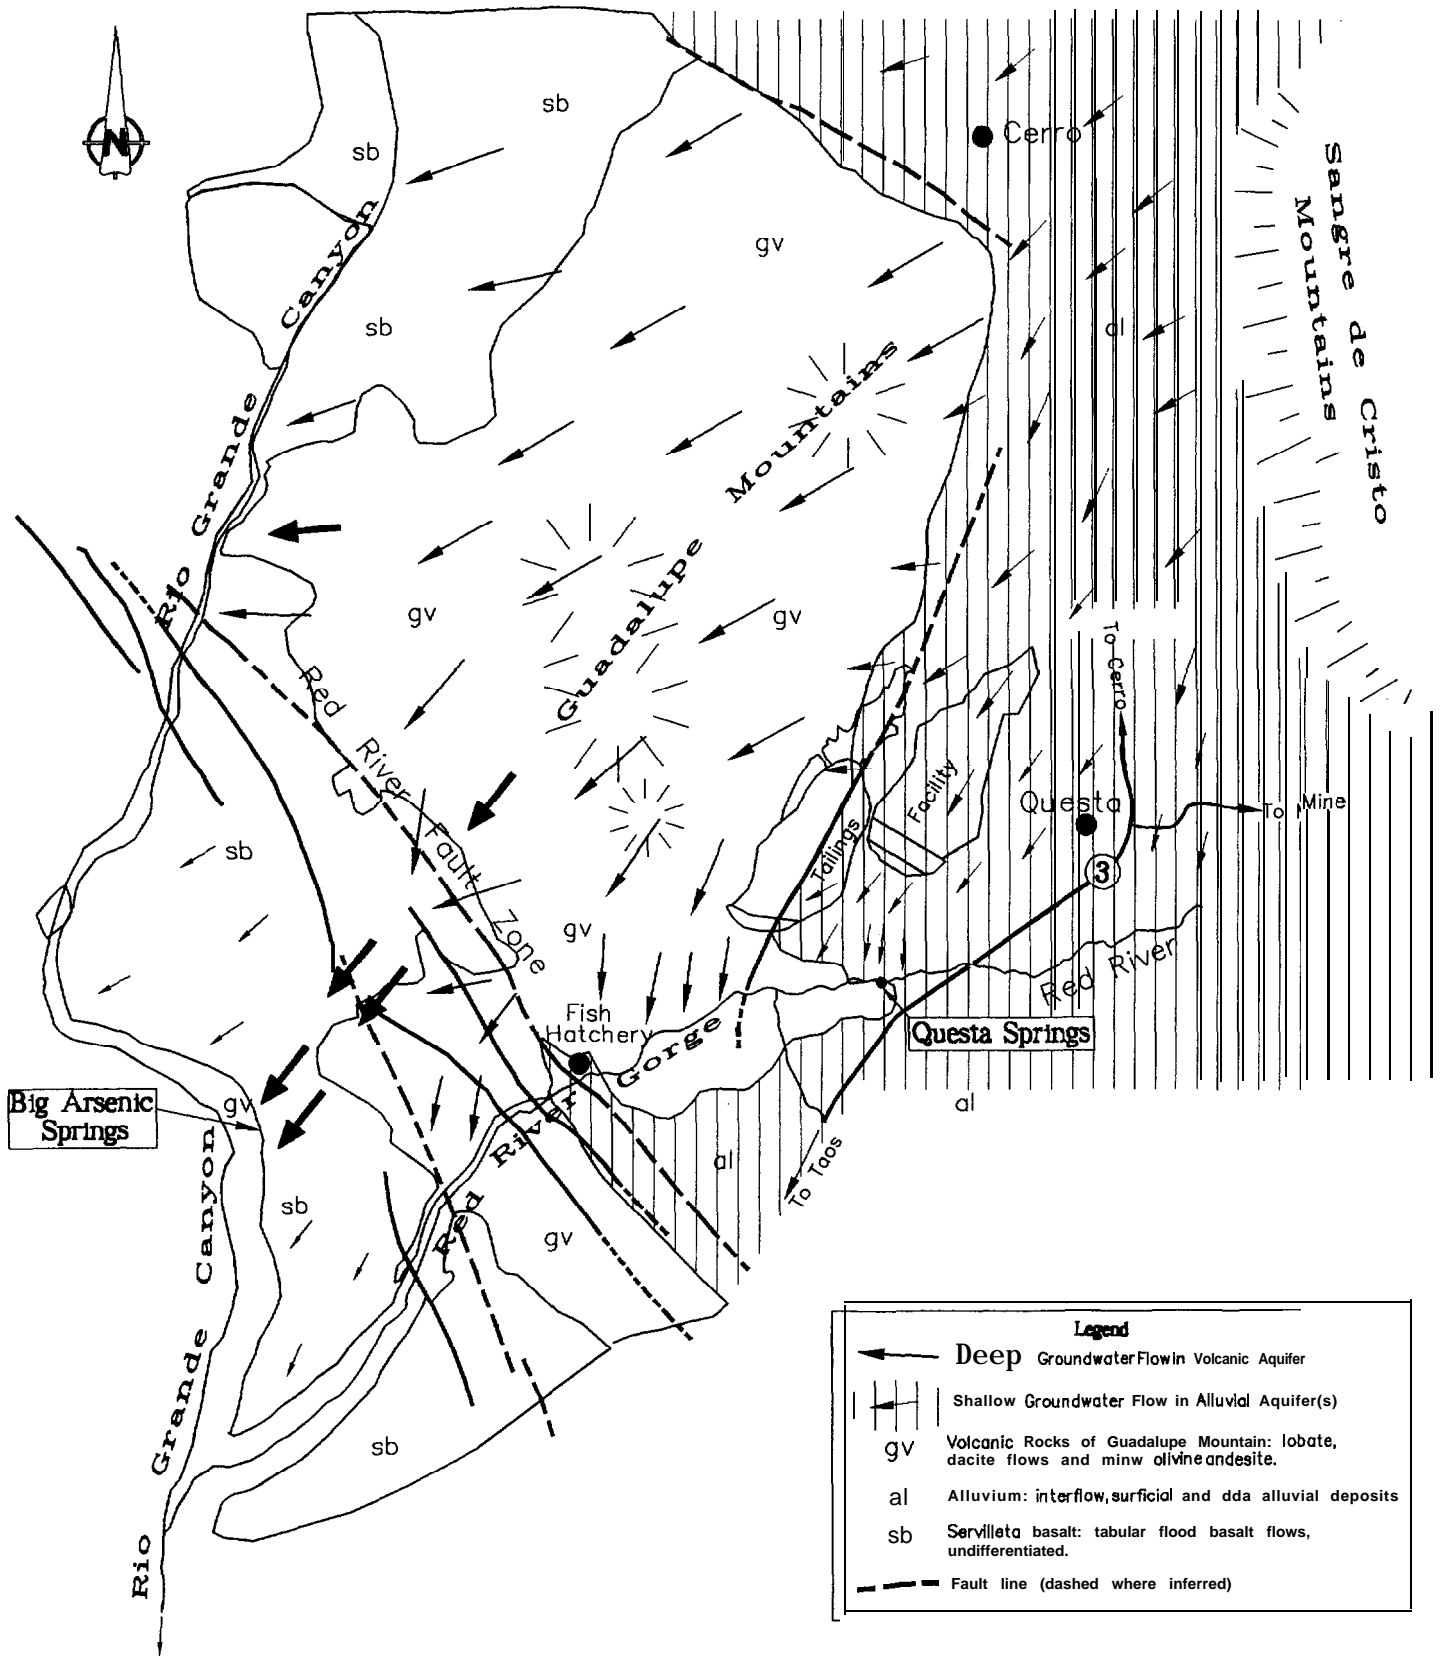 N
sb
sb
Cerro
gv
sb
al
Sangre de Cristo
Mountains
Rio Grande Canyon
Guadalupe Mountains
gv
gv
To Cerro
Red River Fault Zone
Tailings Facility
Questa
To Mine
3
sb
gv
Fish
Hatchery
Red River
Questa Springs
Red River Gorge
Big Arsenic
Springs
gv
al
al
To Taos
sb
gv
sb
Rio Grande Canyon
Legend
Deep Groundwater Flow in Volcanic Aquifer
Shallow Groundwater Flow in Alluvial Aquifer(s)
gv Volcanic Rocks of Guadalupe Mountain: lobate,
dacite flows and minw olivine andesite.
al Alluvium: interflow, surficial and dda alluvial deposits
sb Servilleta basalt: tabular flood basalt flows,
undifferentiated.
Fault line (dashed where inferred)